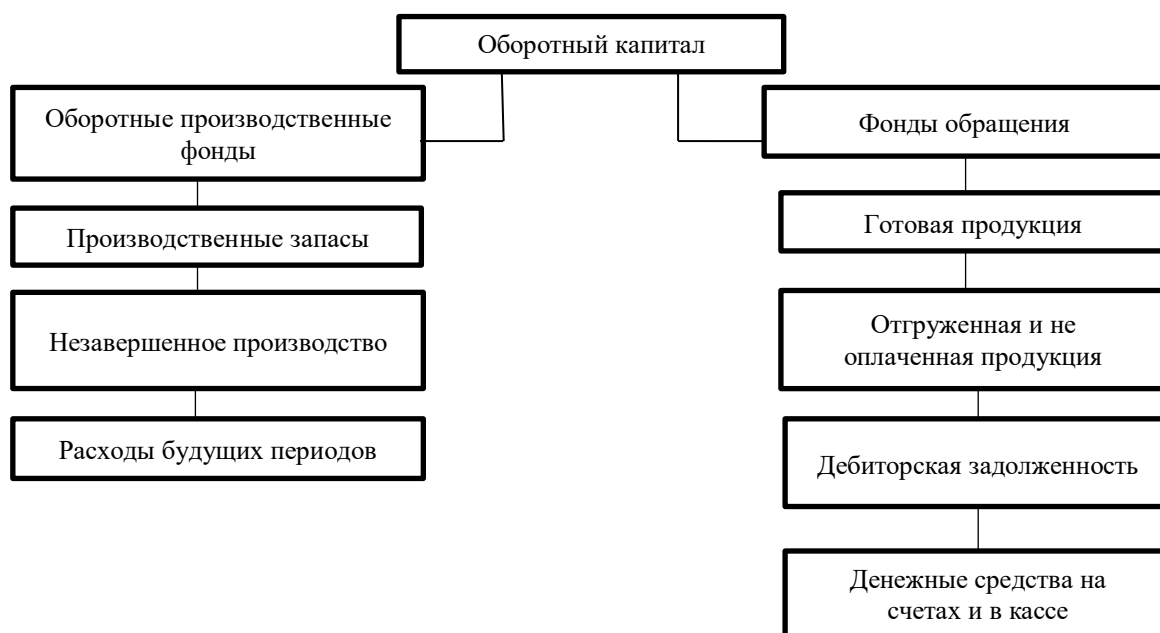 Оборотный капитал
Оборотные производственные
фонды
Производственные запасы
Незавершенное производство
Расходы будущих периодов
Фонды обращения
Готовая продукция
Отгруженная и не
оплаченная продукция
Дебиторская задолженность
Денежные средства на
счетах и в кассе